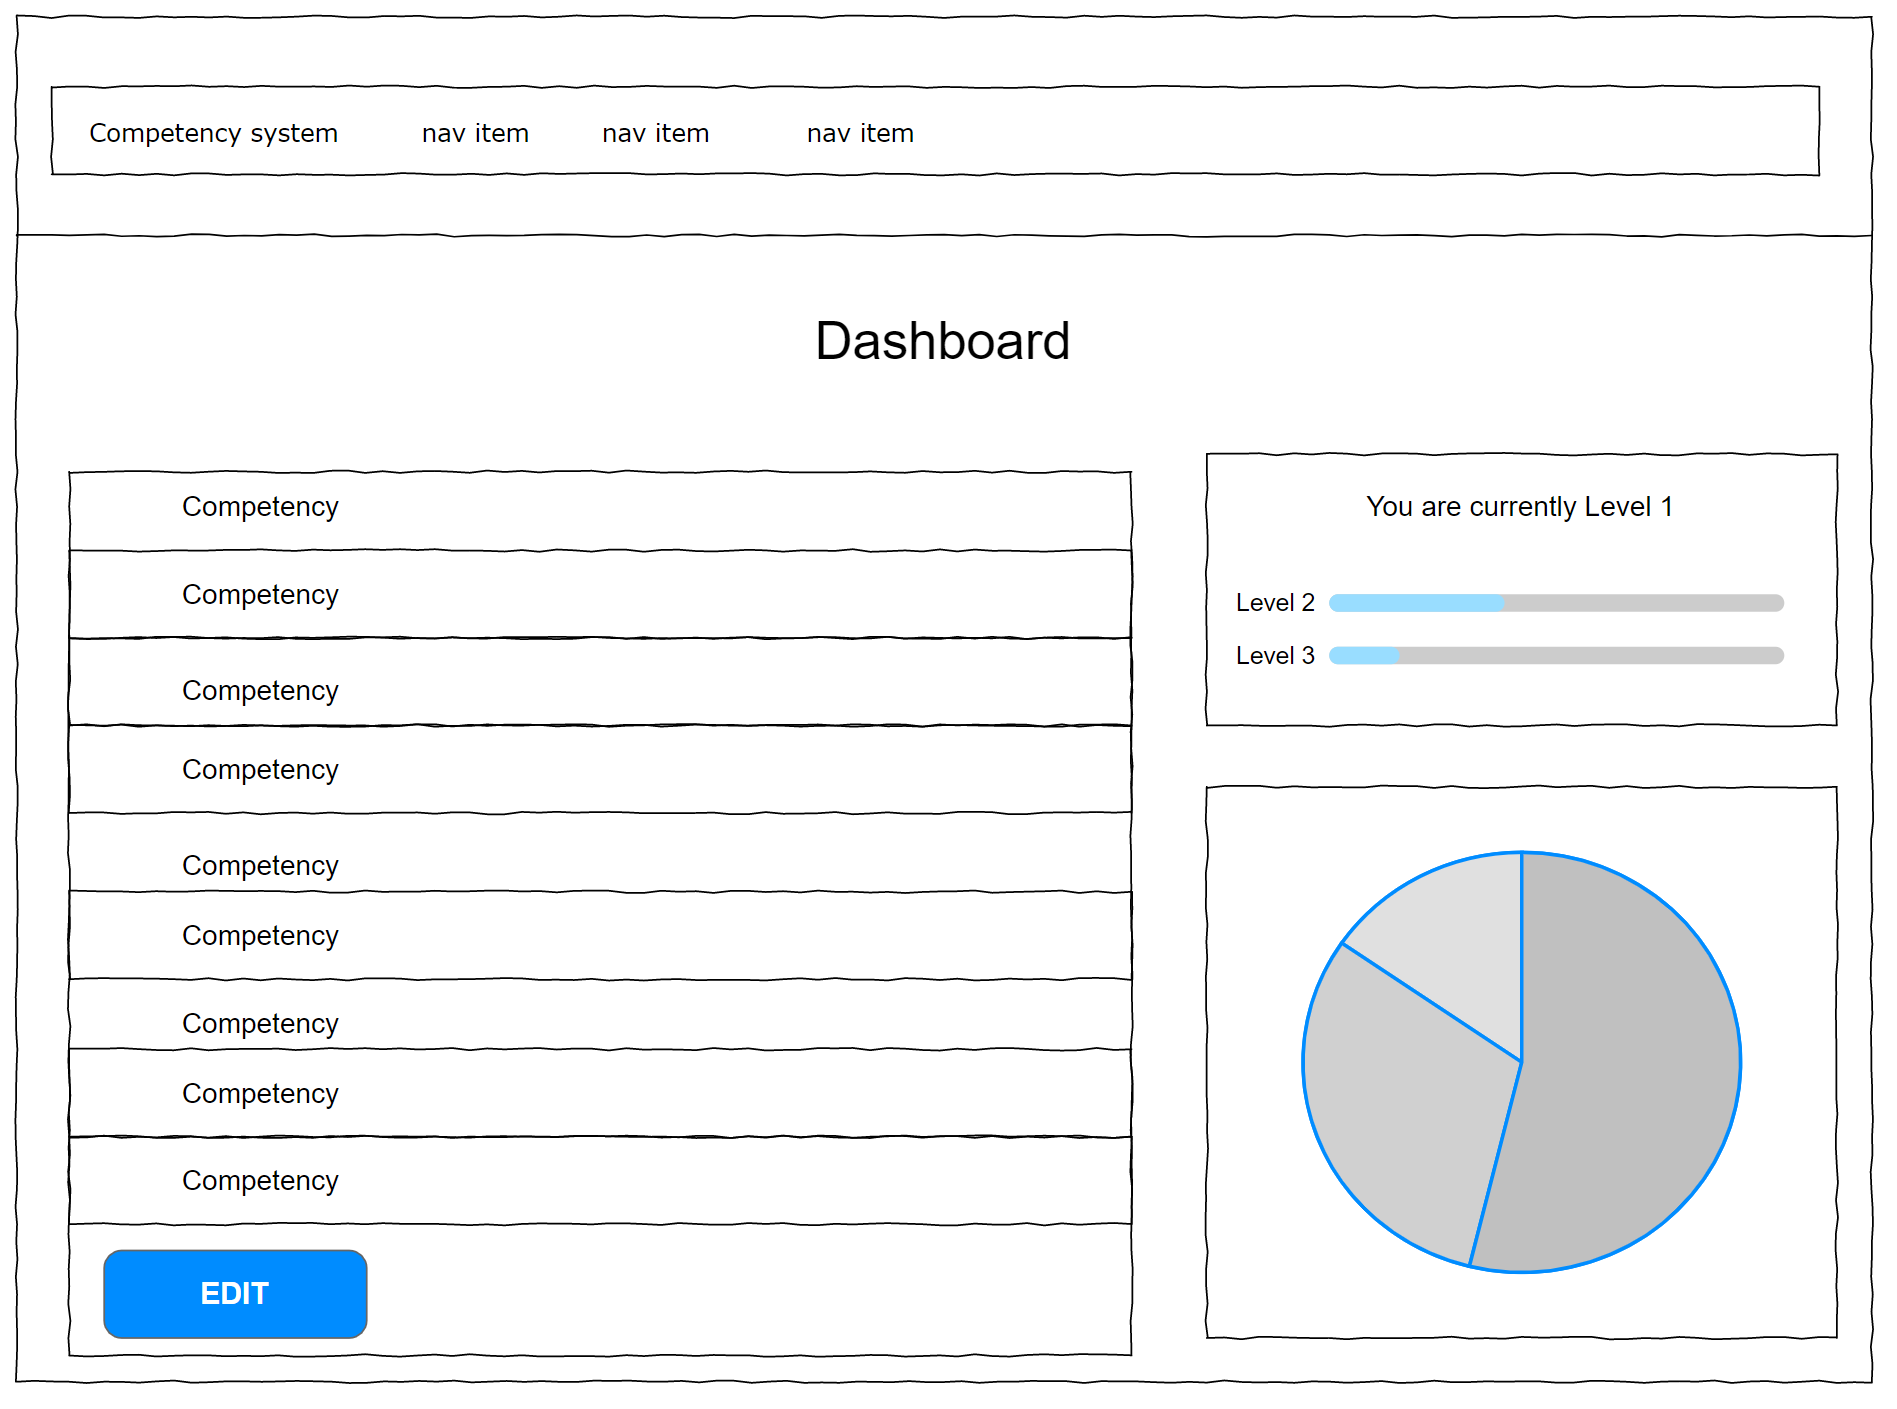 Competency system nav item nav item nav item
Dashboard
Competency
Competency
Competency
Competency
Competency
Competency
Competency
Competency
Competency
EDIT
You are currently Level 1
Level 2
Level 3